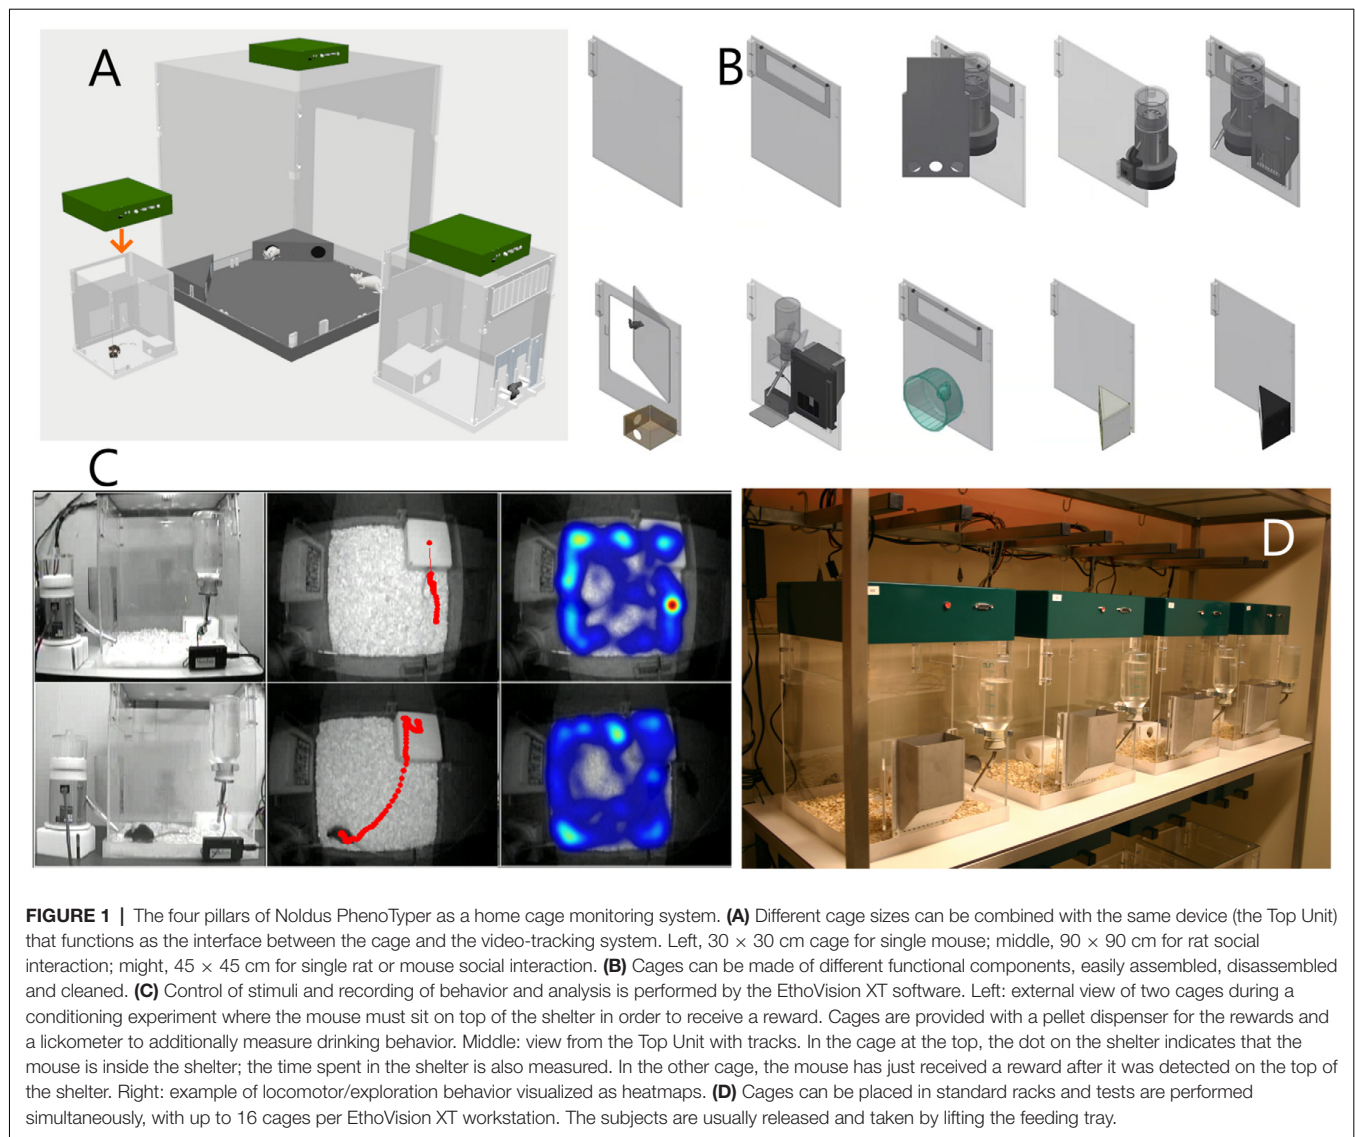 A
B
C
D
FIGURE 1 | The four pillars of Noldus PhenoTyper as a home cage monitoring system. (A) Different cage sizes can be combined with the same device (the Top Unit)
that functions as the interface between the cage and the video-tracking system. Left, 30 × 30 cm cage for single mouse; middle, 90 × 90 cm for rat social
interaction; might, 45 × 45 cm for single rat or mouse social interaction. (B) Cages can be made of different functional components, easily assembled, disassembled
and cleaned. (C) Control of stimuli and recording of behavior and analysis is performed by the EthoVision XT software. Left: external view of two cages during a
conditioning experiment where the mouse must sit on top of the shelter in order to receive a reward. Cages are provided with a pellet dispenser for the rewards and
a lickometer to additionally measure drinking behavior. Middle: view from the Top Unit with tracks. In the cage at the top, the dot on the shelter indicates that the
mouse is inside the shelter; the time spent in the shelter is also measured. In the other cage, the mouse has just received a reward after it was detected on the top of
the shelter. Right: example of locomotor/exploration behavior visualized as heatmaps. (D) Cages can be placed in standard racks and tests are performed
simultaneously, with up to 16 cages per EthoVision XT workstation. The subjects are usually released and taken by lifting the feeding tray.